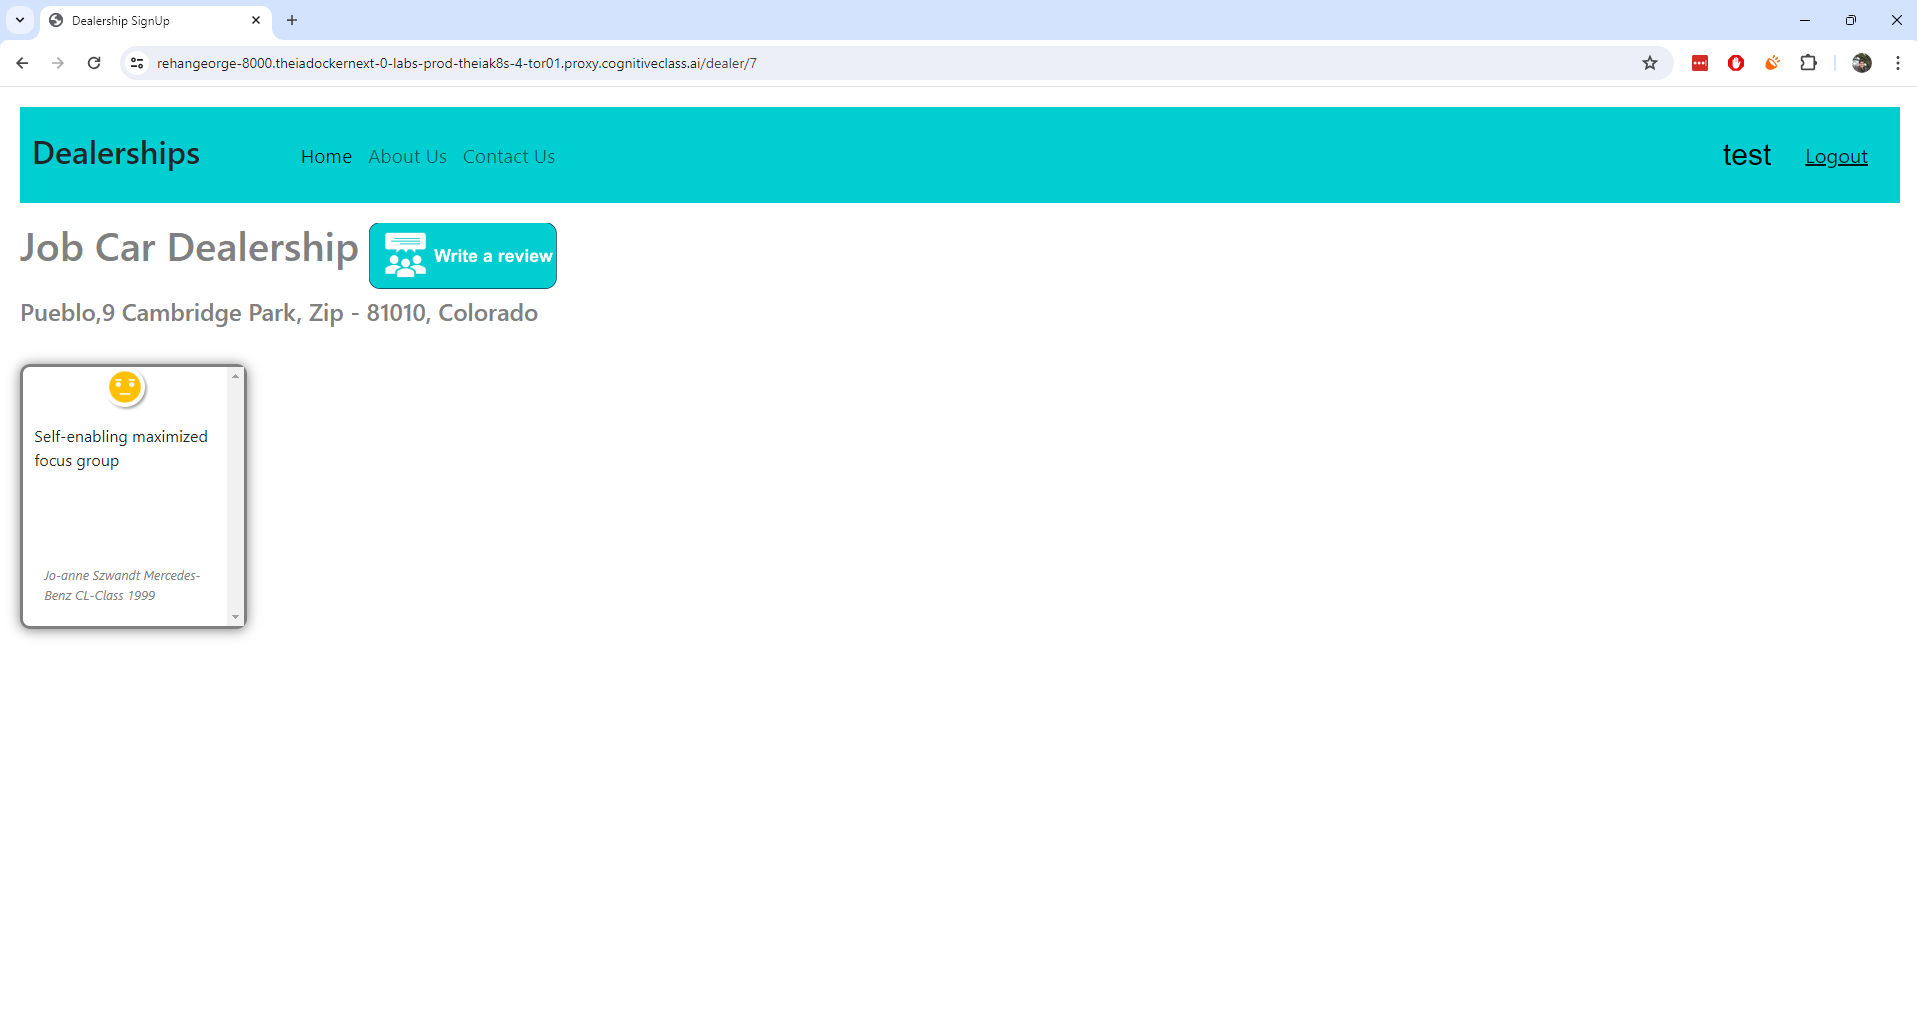 Dealership SignUp
rehangeorge-8000.theiadockernext-0-labs-prod-theiak8s-4-tor01.proxy.cognitiveclass.ai/dealer/7
Dealerships Home About Us Contact Us test Logout
Job Car Dealership Write a review
Pueblo,9 Cambridge Park, Zip - 81010, Colorado
Self-enabling maximized
focus group
Jo-anne Szwandt Mercedes-
Benz CL-Class 1999